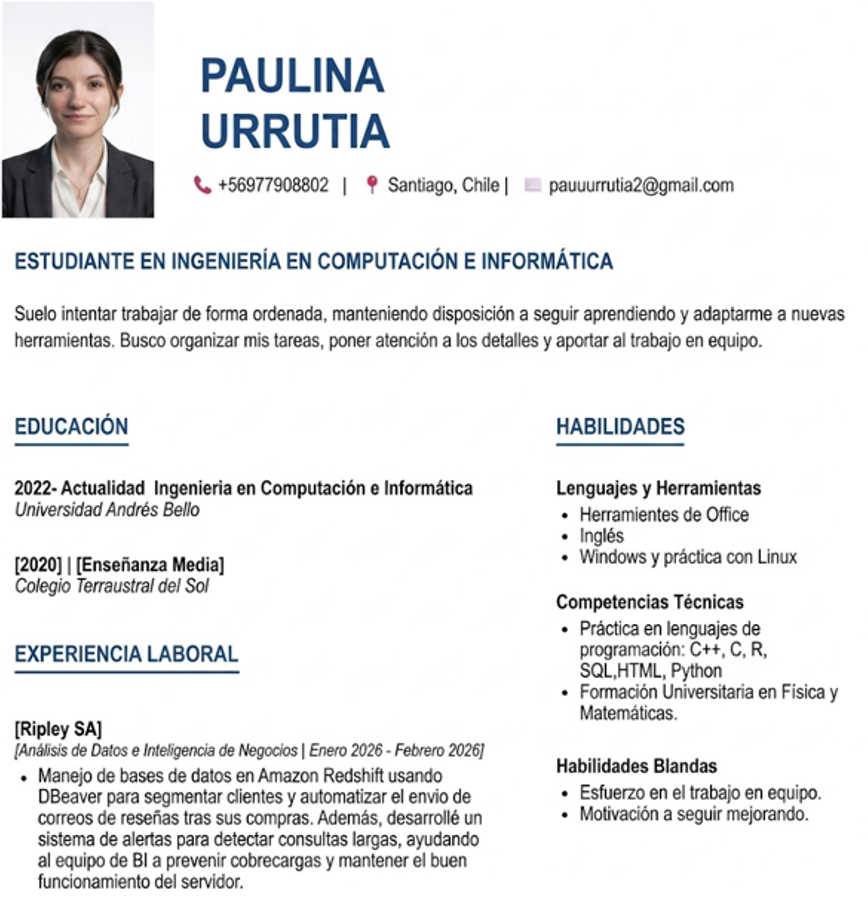 PAULINA
URRUTIA
+56977908802 | Santiago, Chile | pauuurrutia2@gmail.com
ESTUDIANTE EN INGENIERÍA EN COMPUTACIÓN E INFORMÁTICA
Suelo intentar trabajar de forma ordenada, manteniendo disposición a seguir aprendiendo y adaptarme a nuevas
herramientas. Busco organizar mis tareas, poner atención a los detalles y aportar al trabajo en equipo.
EDUCACIÓN
2022- Actualidad Ingenieria en Computación e Informática
Universidad Andrés Bello
[2020] | [Enseñanza Media]
Colegio Terraustral del Sol
EXPERIENCIA LABORAL
[Ripley SA]
[Análisis de Datos e Inteligencia de Negocios | Enero 2026 - Febrero 2026]
• Manejo de bases de datos en Amazon Redshift usando
DBeaver para segmentar clientes y automatizar el envio de
correos de reseñas tras sus compras. Además, desarrollé un
sistema de alertas para detectar consultas largas, ayudando
al equipo de BI a prevenir cobrecargas y mantener el buen
funcionamiento del servidor.
HABILIDADES
Lenguajes y Herramientas
• Herramientes de Office
• Inglés
• Windows y práctica con Linux
Competencias Técnicas
• Práctica en lenguajes de
programación: C++, C, R,
SQL,HTML, Python
• Formación Universitaria en Física y
Matemáticas.
Habilidades Blandas
• Esfuerzo en el trabajo en equipo.
• Motivación a seguir mejorando.